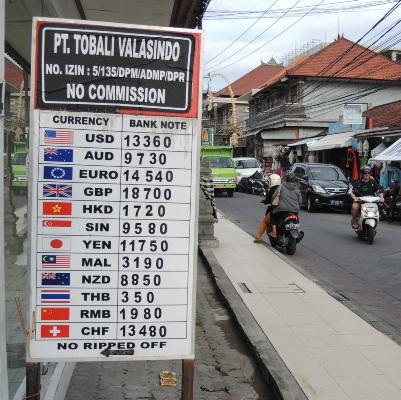 PT. TOBALI VALASINDO
NO. IZIN : 5/135/DPM/ADMP/DPR
NO COMMISSION
CURRENCY BANK NOTE
USD 13360
AUD 9730
EURO 14540
GBP 18700
HKD 1720
SIN 9580
YEN 11750
MAL 3190
NZD 8850
THB 350
RMB 1980
CHF 13480
NO RIPPED OFF